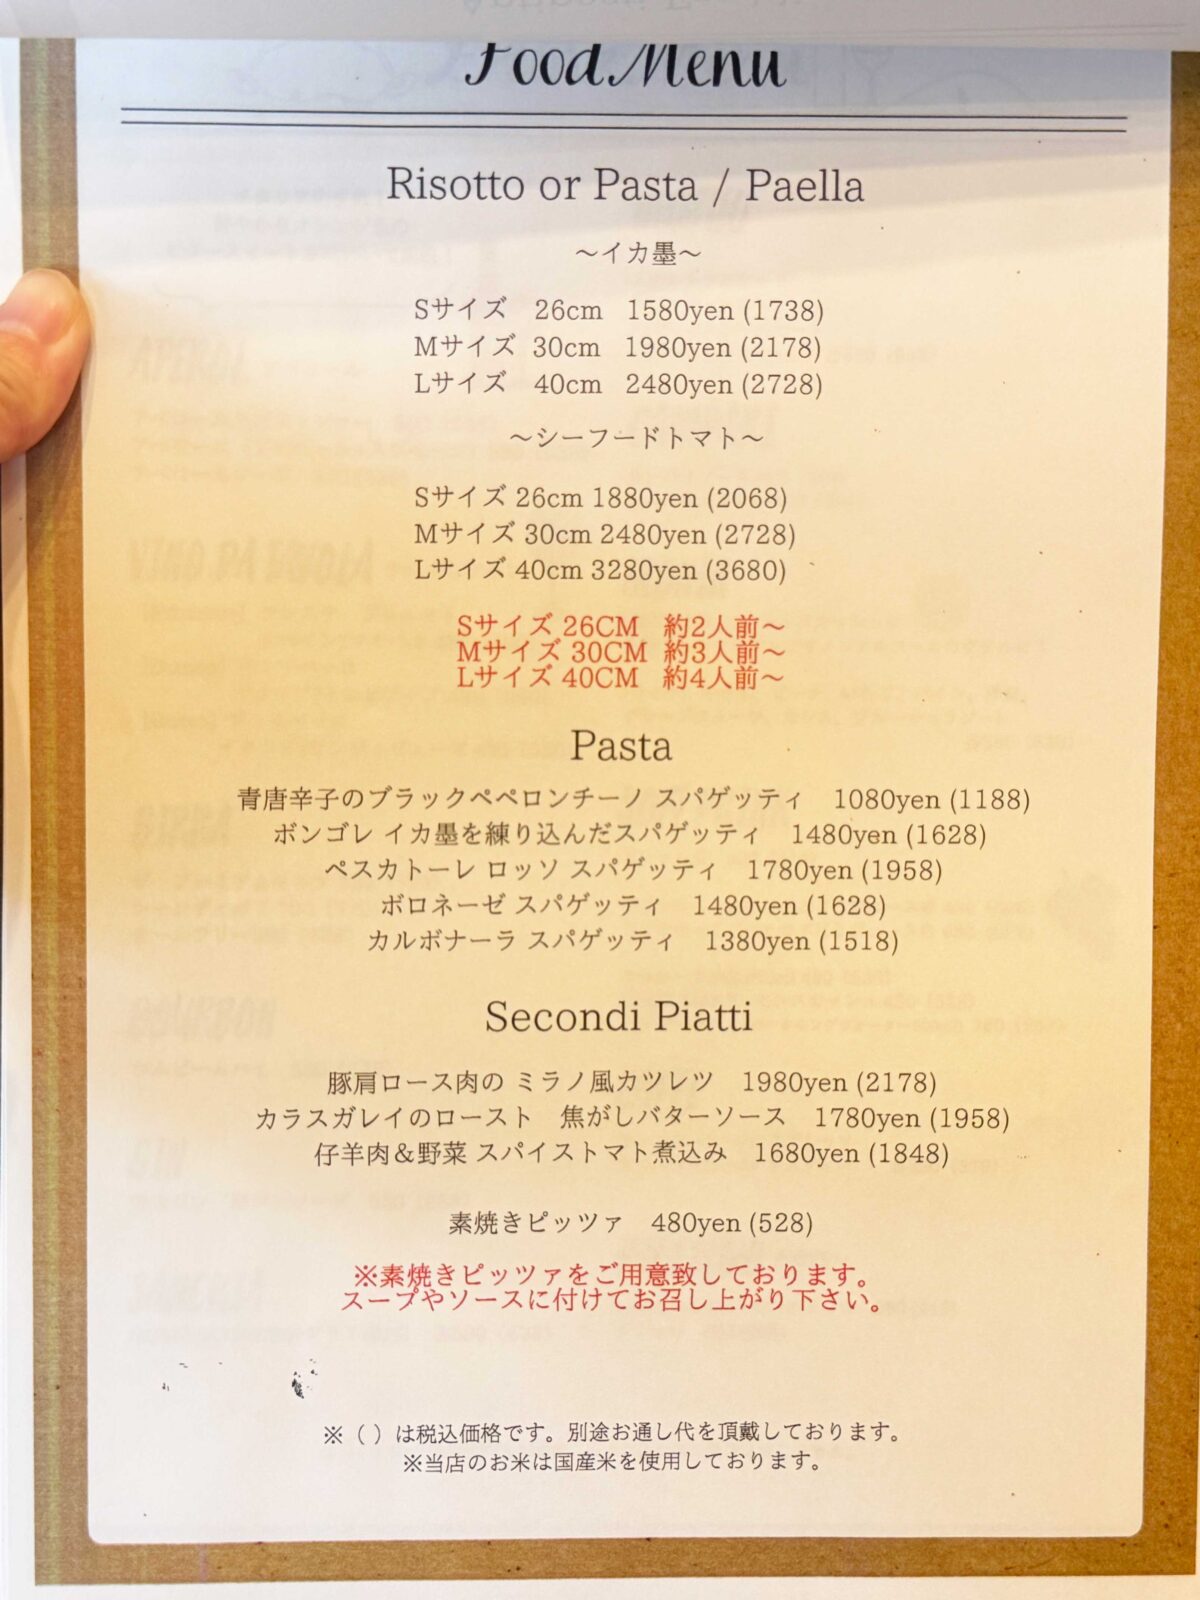 Food Menu
Risotto or Pasta / Paella
～イカ墨～
Sサイズ 26cm 1580yen (1738)
Mサイズ 30cm 1980yen (2178)
Lサイズ 40cm 2480yen (2728)
～シーフードトマト～
Sサイズ 26cm 1880yen (2068)
Mサイズ 30cm 2480yen (2728)
Lサイズ 40cm 3280yen (3680)
Sサイズ 26CM 約2人前～
Mサイズ 30CM 約3人前～
Lサイズ 40CM 約4人前～
Pasta
青唐辛子のブラックペペロンチーノ スパゲッティ 1080yen (1188)
ボンゴレ イカ墨を練り込んだスパゲッティ 1480yen (1628)
ペスカトーレ ロッソ スパゲッティ 1780yen (1958)
ボロネーゼ スパゲッティ 1480yen (1628)
カルボナーラ スパゲッティ 1380yen (1518)
Secondi Piatti
豚肩ロース肉の ミラノ風カツレツ 1980yen (2178)
カラスガレイのロースト 焦がしバターソース 1780yen (1958)
仔羊肉＆野菜 スパイストマト煮込み 1680yen (1848)
素焼きピッツァ 480yen (528)
※素焼きピッツァをご用意致しております。
スープやソースに付けてお召し上がり下さい。
※（ ）は税込価格です。別途お通し代を頂戴しております。
※当店のお米は国産米を使用しております。